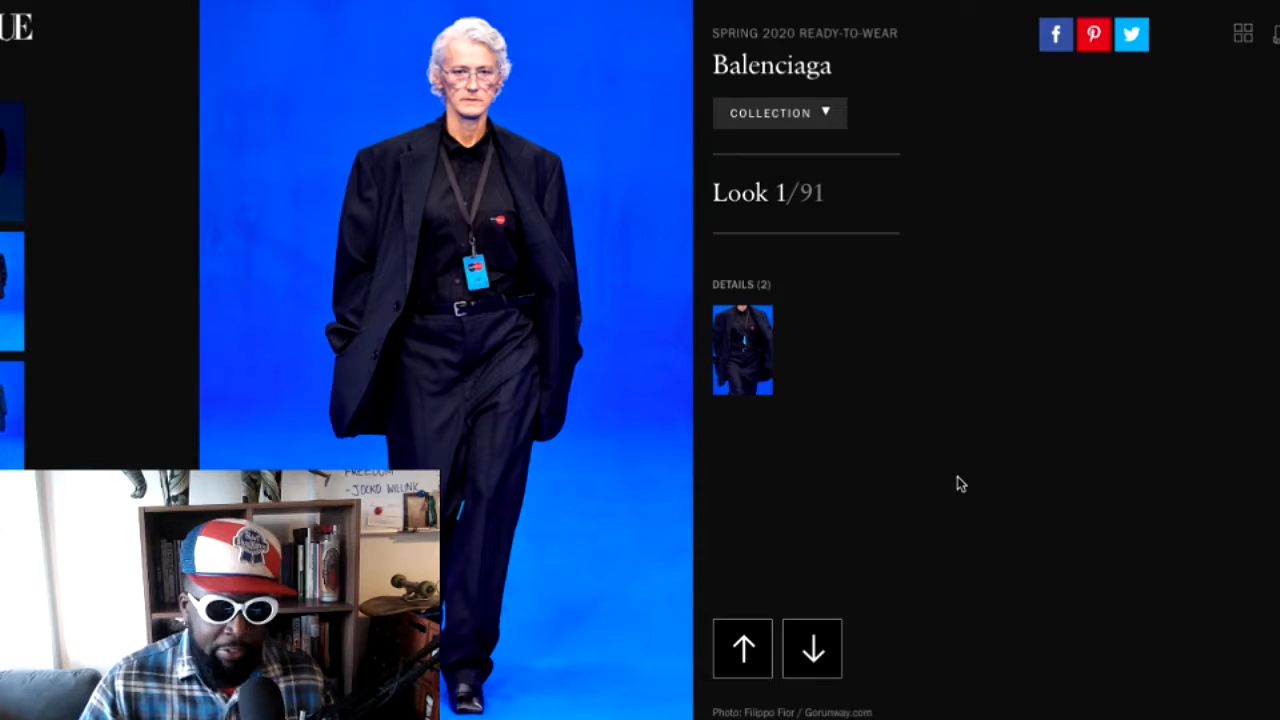 UE
SPRING 2020 READY-TO-WEAR
Balenciaga
COLLECTION
Look 1/91
DETAILS (2)
FREEDOM
-JOCKO WILLINK
Photo: Filippo Fior / Gorunway.com